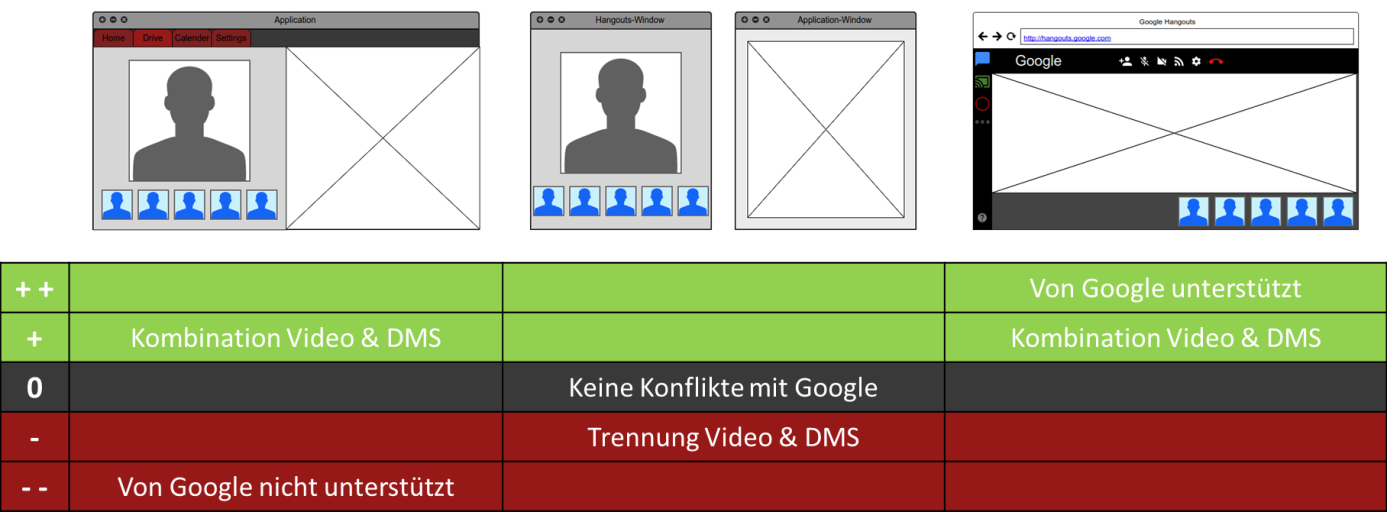 Application
Home Drive Calender Settings
Hangouts-Window
Application-Window
Google Hangouts
http://hangouts.google.com
Google
++ Von Google unterstützt
+ Kombination Video & DMS Kombination Video & DMS
0 Keine Konflikte mit Google
- Trennung Video & DMS
-- Von Google nicht unterstützt